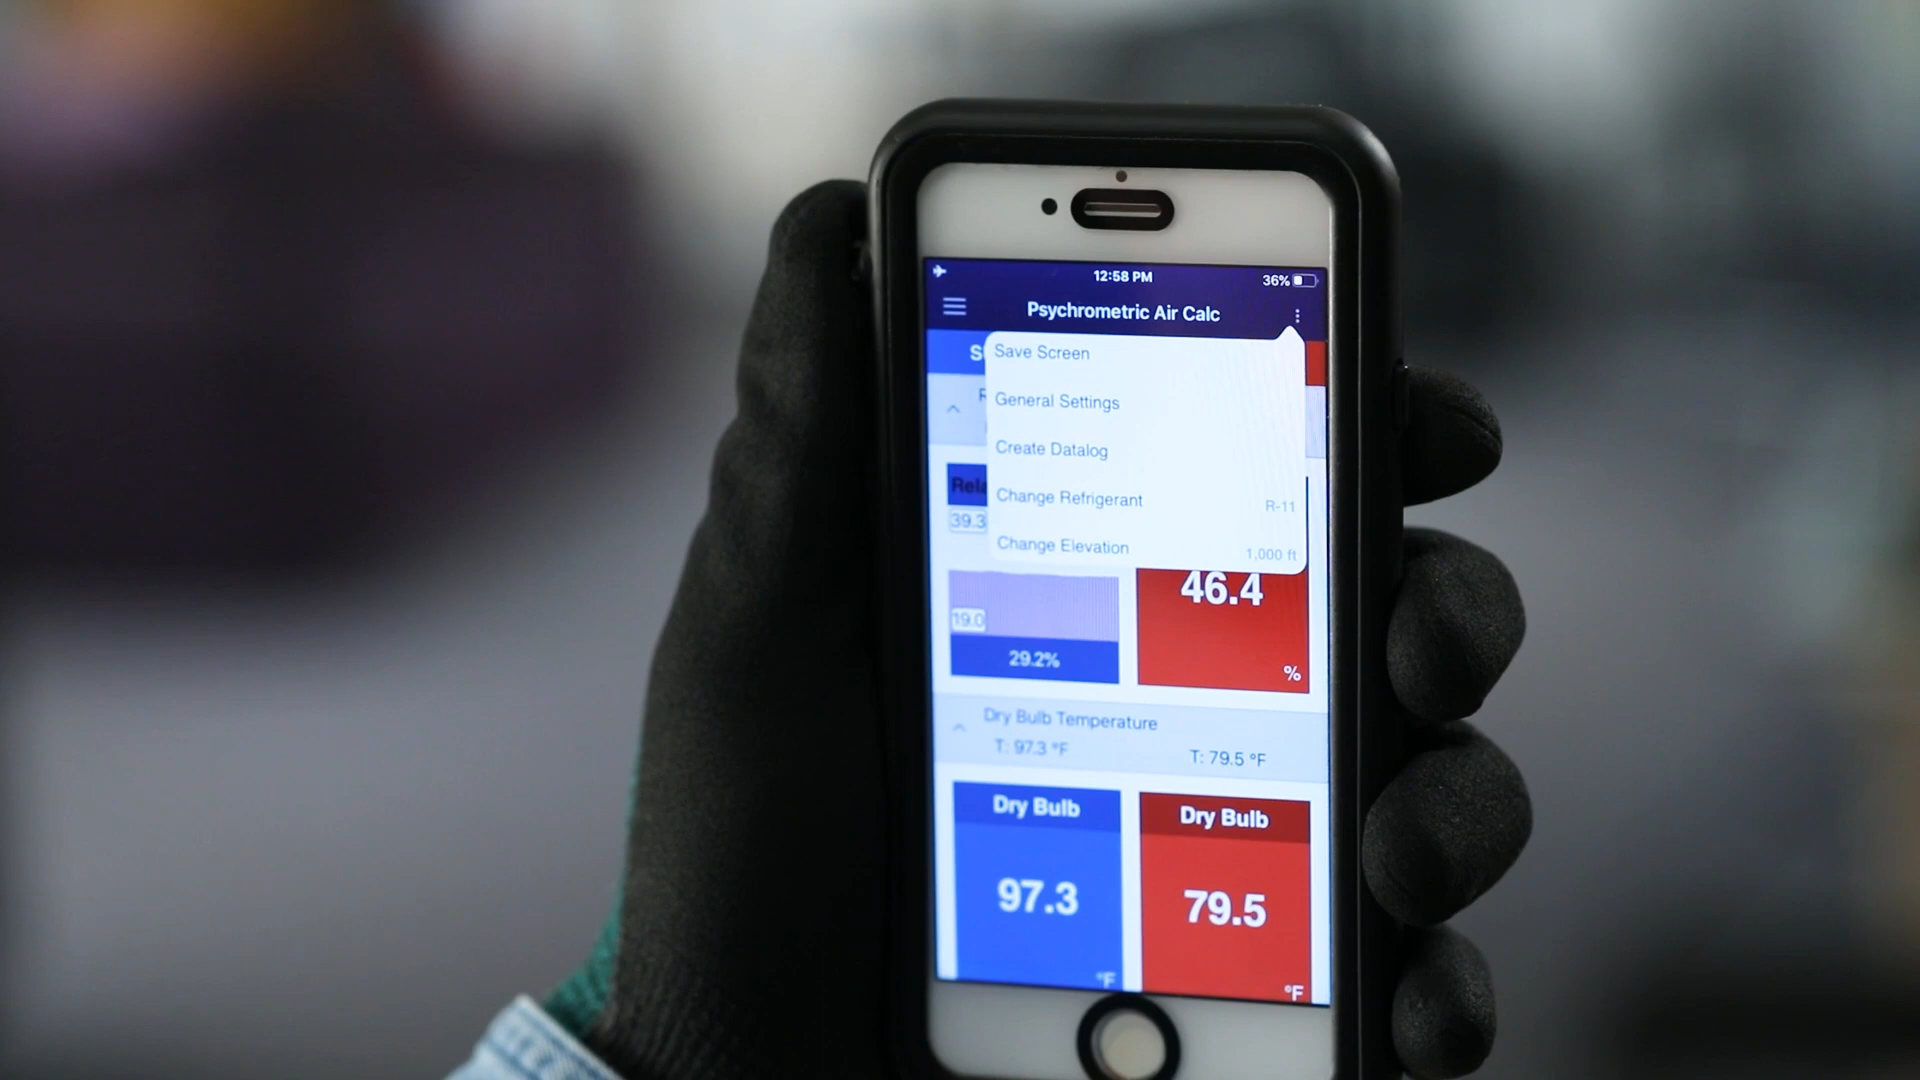 12:58 PM
36%
Psychrometric Air Calc
Save Screen
General Settings
Create Datalog
Change Refrigerant R-11
Change Elevation 1,000 ft
39.3
19.0
29.2%
46.4
%
Dry Bulb Temperature
T: 97.3 °F T: 79.5 °F
Dry Bulb Dry Bulb
97.3 79.5
°F °F